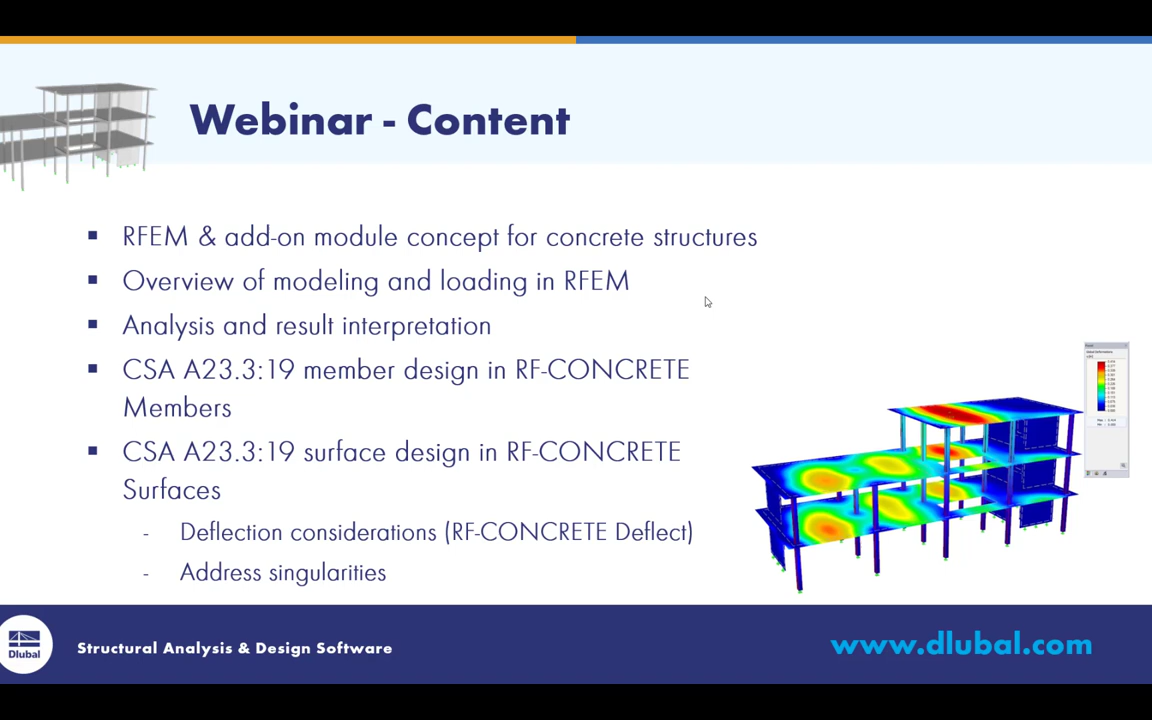 Webinar - Content
▪ RFEM & add-on module concept for concrete structures
▪ Overview of modeling and loading in RFEM
▪ Analysis and result interpretation
▪ CSA A23.3:19 member design in RF-CONCRETE
Members
▪ CSA A23.3:19 surface design in RF-CONCRETE
Surfaces
- Deflection considerations (RF-CONCRETE Deflect)
- Address singularities
Dlubal
Structural Analysis & Design Software
www.dlubal.com